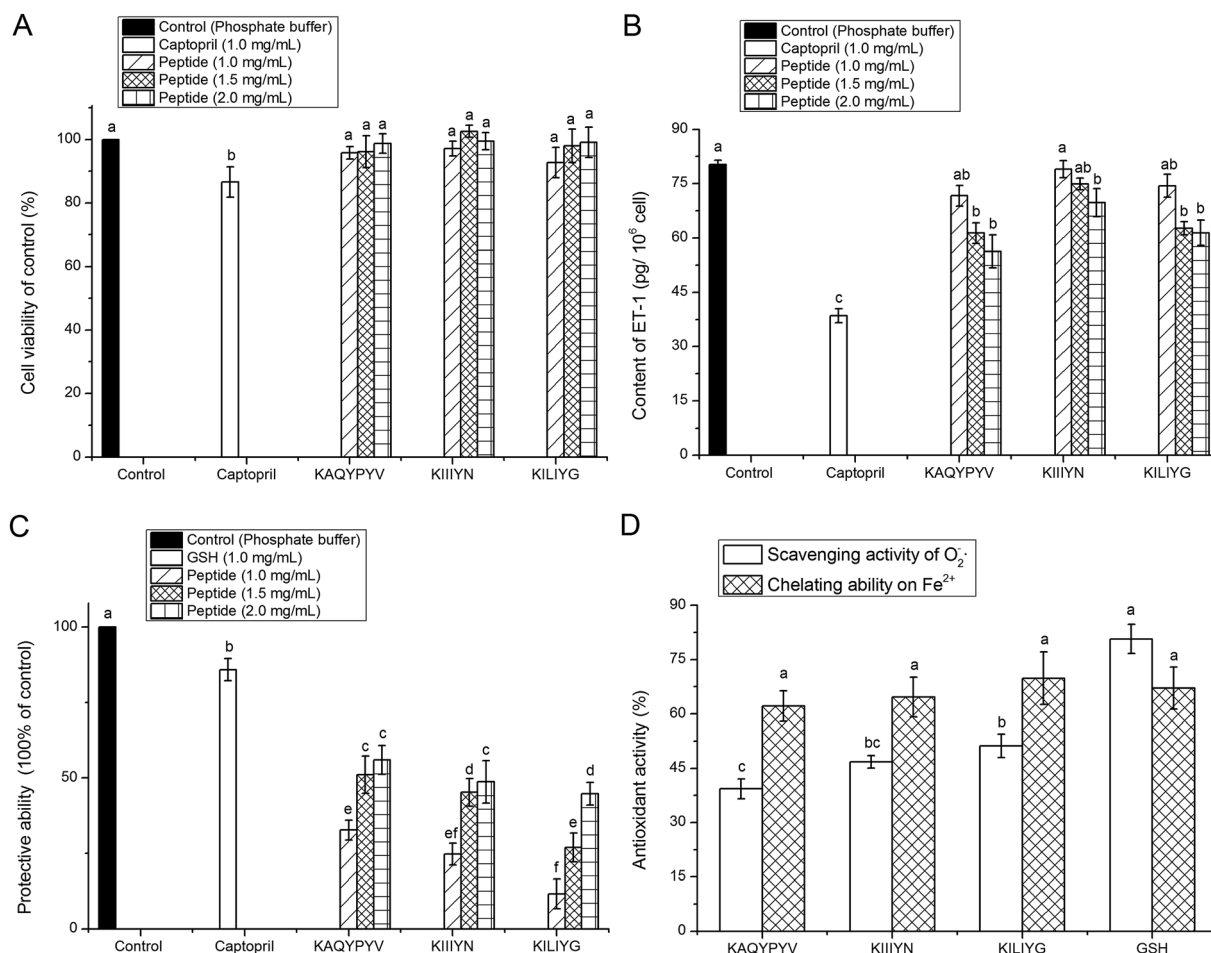 A
Control (Phosphate buffer)
Captopril (1.0 mg/mL)
Peptide (1.0 mg/mL)
Peptide (1.5 mg/mL)
Peptide (2.0 mg/mL)
Cell viability of control (%)
100
80
60
40
20
0
a
b
a a a
a a a
a a a
Control Captopril KAQYPYV KIIIYN KILIYG
B
Control (Phosphate buffer)
Captopril (1.0 mg/mL)
Peptide (1.0 mg/mL)
Peptide (1.5 mg/mL)
Peptide (2.0 mg/mL)
Content of ET-1 (pg/ 10⁶ cell)
90
75
60
45
30
15
0
a
c
ab b b
a ab b
ab b b
Control Captopril KAQYPYV KIIIYN KILIYG
C
Control (Phosphate buffer)
GSH (1.0 mg/mL)
Peptide (1.0 mg/mL)
Peptide (1.5 mg/mL)
Peptide (2.0 mg/mL)
Protective ability (100% of control)
100
50
0
a
b
e c c
ef d c
f e d
Control Captopril KAQYPYV KIIIYN KILIYG
D
Scavenging activity of O₂⁻·
Chelating ability on Fe²⁺
Antioxidant activity (%)
90
75
60
45
30
15
0
c a
bc a
b a
a a
KAQYPYV KIIIYN KILIYG GSH